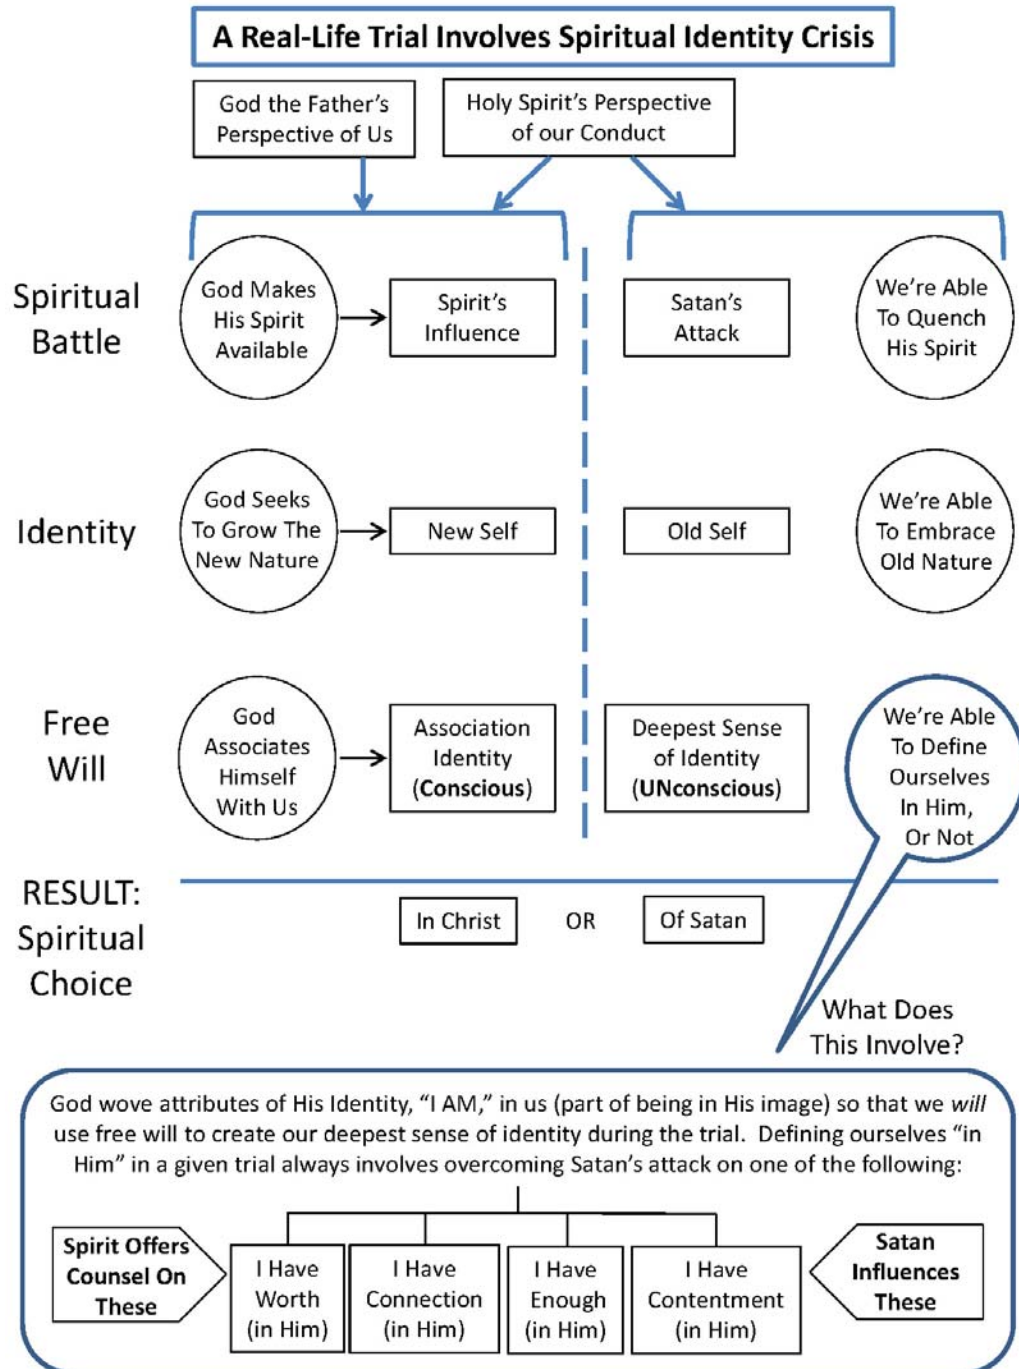 A Real-Life Trial Involves Spiritual Identity Crisis
God the Father's
Perspective of Us
Holy Spirit's Perspective
of our Conduct
Spiritual
Battle
God Makes
His Spirit
Available
Spirit's
Influence
Satan's
Attack
We're Able
To Quench
His Spirit
Identity
God Seeks
To Grow The
New Nature
New Self
Old Self
We're Able
To Embrace
Old Nature
Free
Will
God
Associates
Himself
With Us
Association
Identity
(Conscious)
Deepest Sense
of Identity
(UNconscious)
We're Able
To Define
Ourselves
In Him,
Or Not
RESULT:
Spiritual
Choice
In Christ
OR
Of Satan
What Does
This Involve?
God wove attributes of His Identity, "I AM," in us (part of being in His image) so that we will
use free will to create our deepest sense of identity during the trial.  Defining ourselves "in
Him" in a given trial always involves overcoming Satan's attack on one of the following:
Spirit Offers
Counsel On
These
I Have
Worth
(in Him)
I Have
Connection
(in Him)
I Have
Enough
(in Him)
I Have
Contentment
(in Him)
Satan
Influences
These